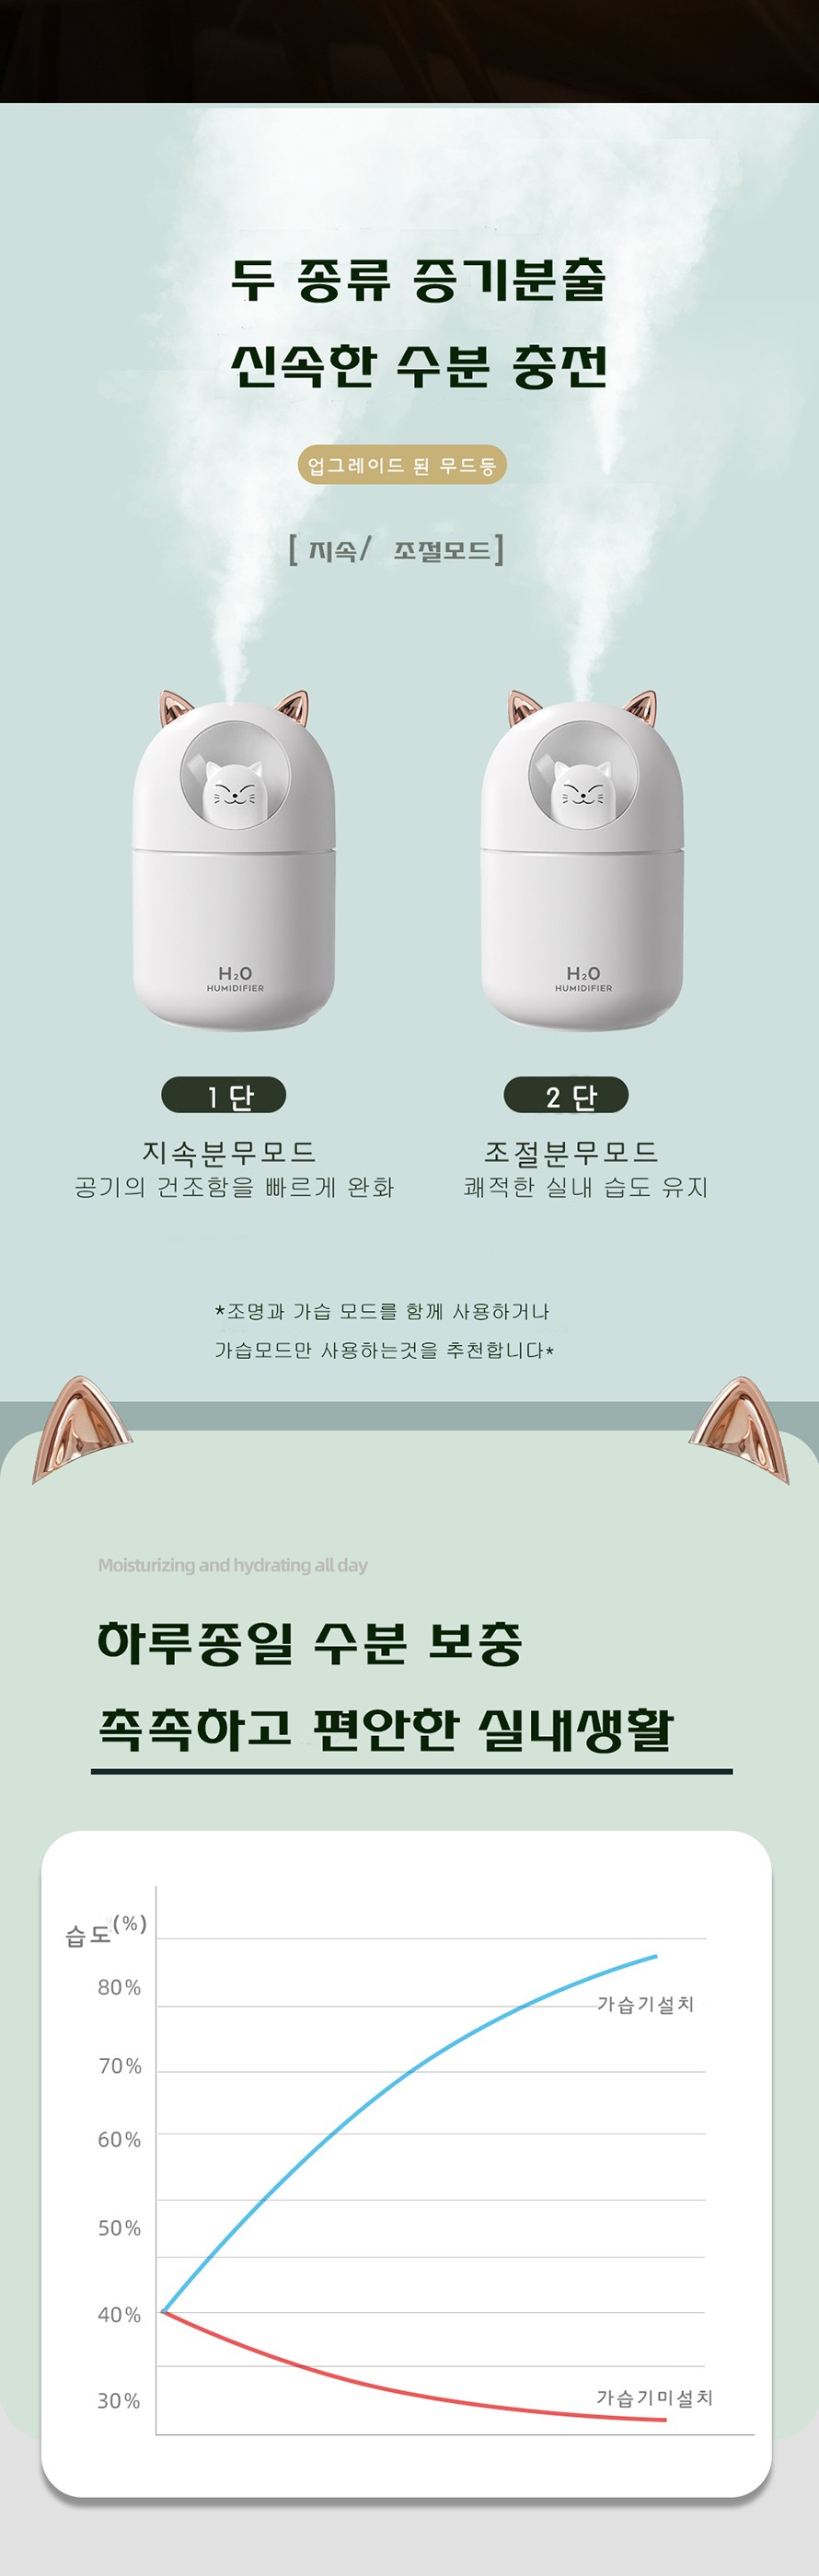 두 종류 증기분출
신속한 수분 충전
업그레이드 된 무드등
[ 지속/ 조절모드]
H₂O
HUMIDIFIER
H₂O
HUMIDIFIER
1 단
2 단
지속분무모드
조절분무모드
공기의 건조함을 빠르게 완화
쾌적한 실내 습도 유지
*조명과 가습 모드를 함께 사용하거나
가습모드만 사용하는것을 추천합니다*
Moisturizing and hydrating all day
하루종일 수분 보충
촉촉하고 편안한 실내생활
습도(%)
80%
가습기설치
70%
60%
50%
40%
30%
가습기미설치